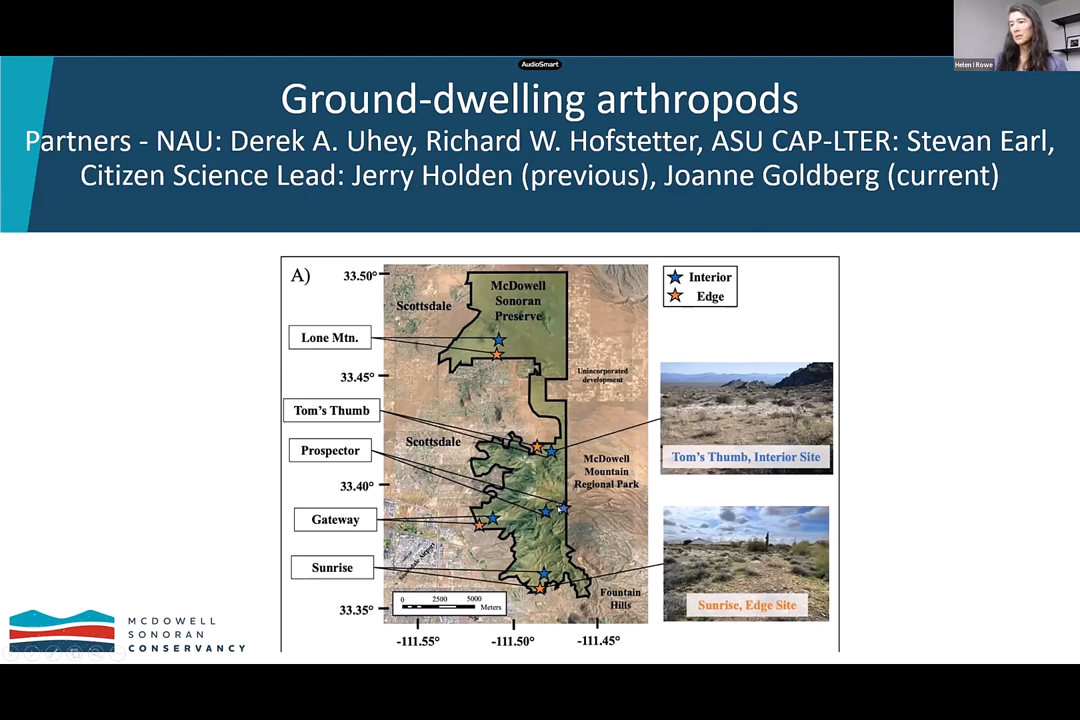 Helen I Rowe
AudioSmart
Ground-dwelling arthropods
Partners - NAU: Derek A. Uhey, Richard W. Hofstetter, ASU CAP-LTER: Stevan Earl,
Citizen Science Lead: Jerry Holden (previous), Joanne Goldberg (current)
A)
33.50°
33.45°
33.40°
33.35°
Lone Mtn.
Tom's Thumb
Prospector
Gateway
Sunrise
Scottsdale
McDowell
Sonoran
Preserve
Unincorporated
development
Scottsdale
McDowell
Mountain
Regional Park
Scottsdale Airport
Fountain
Hills
0 2500 5000
Meters
-111.55°
-111.50°
-111.45°
Interior
Edge
Tom's Thumb, Interior Site
Sunrise, Edge Site
MCDOWELL
SONORAN
CONSERVANCY